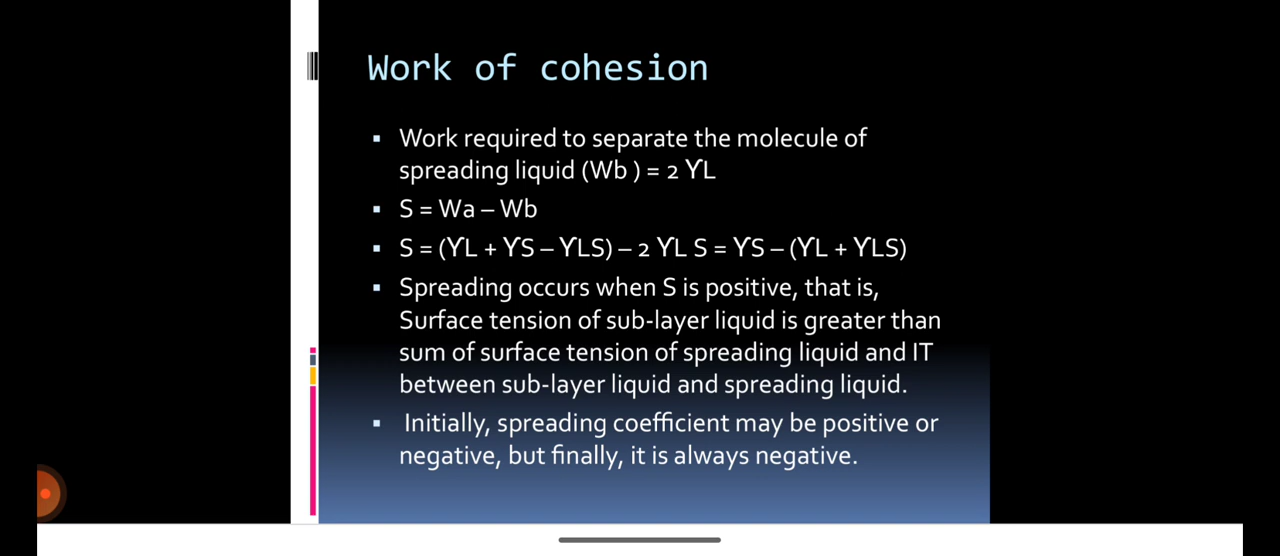 Work of cohesion
▪ Work required to separate the molecule of
spreading liquid (Wb ) = 2 ϒL
▪ S = Wa – Wb
▪ S = (ϒL + ϒS – ϒLS) – 2 ϒL S = ϒS – (ϒL + ϒLS)
▪ Spreading occurs when S is positive, that is,
Surface tension of sub-layer liquid is greater than
sum of surface tension of spreading liquid and IT
between sub-layer liquid and spreading liquid.
▪ Initially, spreading coefficient may be positive or
negative, but finally, it is always negative.